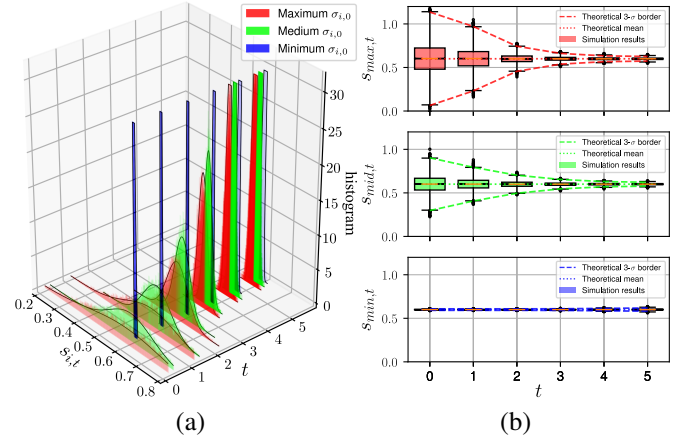 Maximum σi,0
Medium σi,0
Minimum σi,0
30
25
20
15
10
5
0
histogram
0.2
0.3
0.4
0.5
0.6
0.7
0.8
si,t
0
1
2
3
4
5
t
(a)
1.0
0.5
0.0
smax,t
Theoretical 3-σ border
Theoretical mean
Simulation results
1.0
0.5
0.0
smid,t
Theoretical 3-σ border
Theoretical mean
Simulation results
1.0
0.5
0.0
smin,t
Theoretical 3-σ border
Theoretical mean
Simulation results
0 1 2 3 4 5
t
(b)